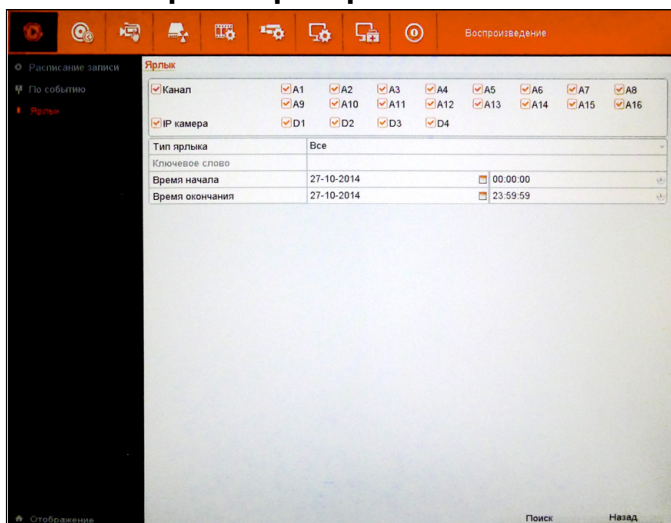 Воспроизведение
Расписание записи
По событию
Ярлык
Ярлык
Канал A1 A2 A3 A4 A5 A6 A7 A8
A9 A10 A11 A12 A13 A14 A15 A16
IP камера D1 D2 D3 D4
Тип ярлыка Все
Ключевое слово
Время начала 27-10-2014 00:00:00
Время окончания 27-10-2014 23:59:59
Отображение Поиск Назад